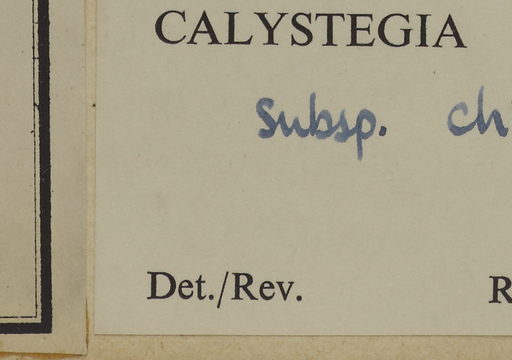 CALYSTEGIA
Subsp. ch
Det./Rev. R